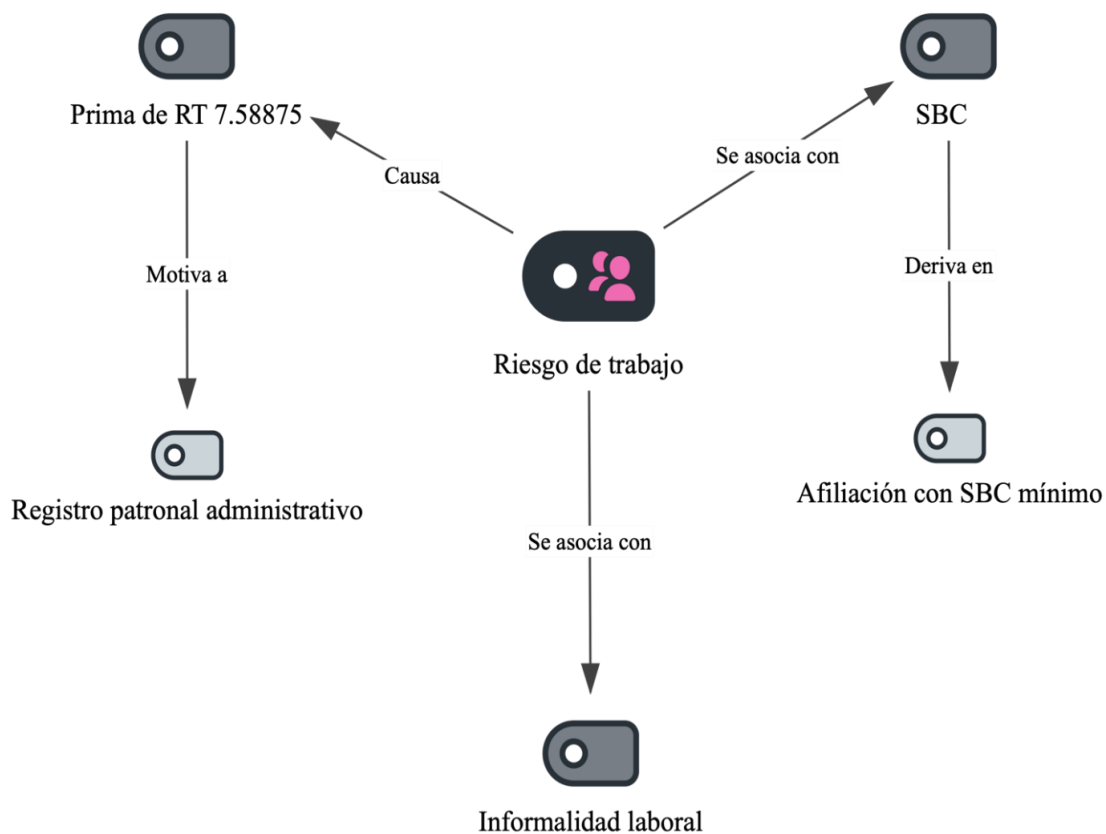 Prima de RT 7.58875
SBC
Se asocia con
Causa
Motiva a
Deriva en
Riesgo de trabajo
Registro patronal administrativo
Afiliación con SBC mínimo
Se asocia con
Informalidad laboral